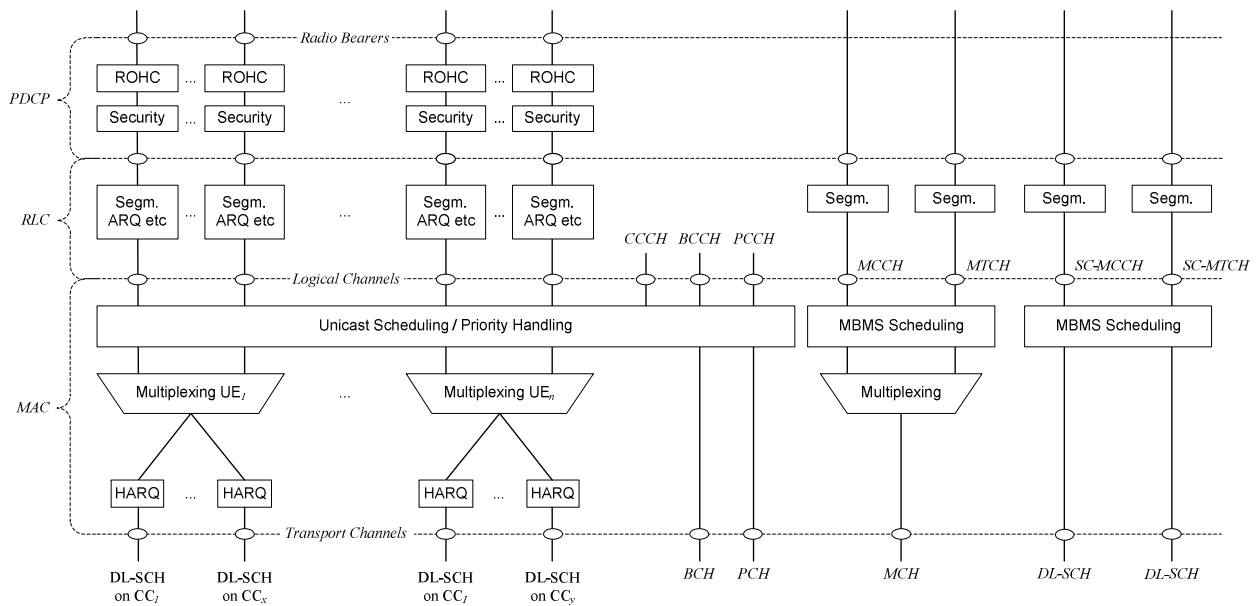 Radio Bearers
ROHC ... ROHC ROHC ... ROHC
PDCP ...
Security ... Security Security ... Security
Segm. Segm. Segm. Segm. Segm. Segm. Segm. Segm.
RLC ... ... ...
ARQ etc ARQ etc ARQ etc ARQ etc
CCCH BCCH PCCH
MCCH MTCH SC-MCCH SC-MTCH
Logical Channels
Unicast Scheduling / Priority Handling MBMS Scheduling MBMS Scheduling
Multiplexing UE1 ... Multiplexing UEn Multiplexing
MAC
HARQ ... HARQ HARQ ... HARQ
Transport Channels
DL-SCH DL-SCH DL-SCH DL-SCH BCH PCH MCH DL-SCH DL-SCH
on CC1 on CCx on CC1 on CCy